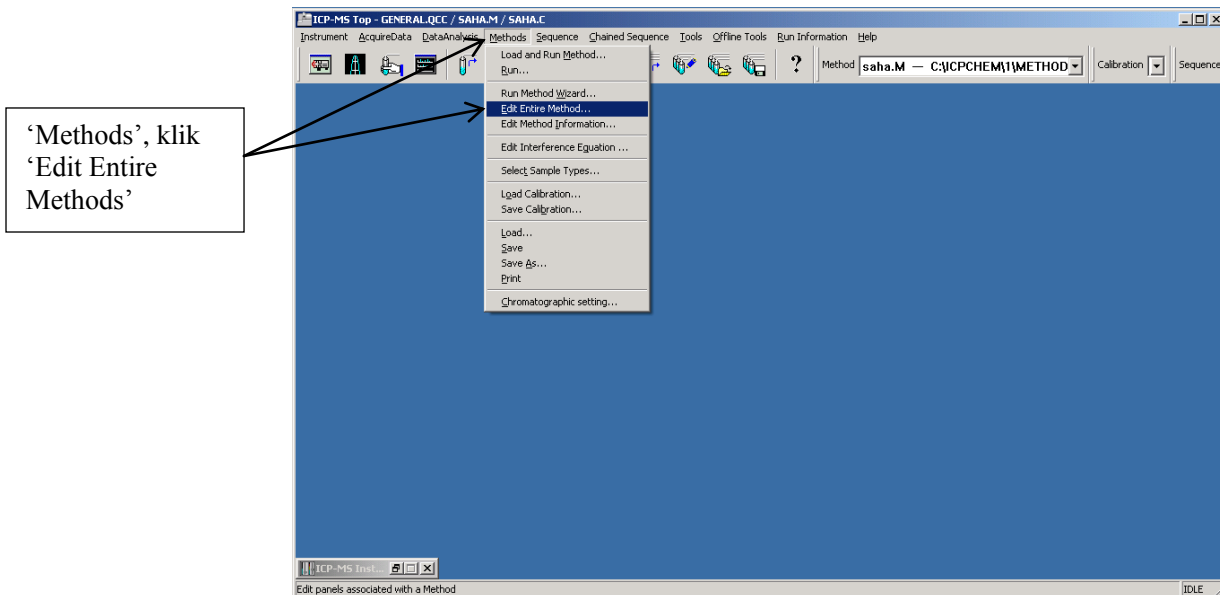 ICP-MS Top - GENERAL.QCC / SAHA.M / SAHA.C
Instrument AcquireData DataAnalysis Methods Sequence Chained Sequence Tools Offline Tools Run Information Help
Method saha.M — C:\ICPCHEM\1\METHOD Calibration Sequence
Load and Run Method...
Run...
Run Method Wizard...
Edit Entire Method...
Edit Method Information...
Edit Interference Equation ...
Select Sample Types...
Load Calibration...
Save Calibration...
Load...
Save
Save As...
Print
Chromatographic setting...
‘Methods’, klik
‘Edit Entire
Methods’
ICP-MS Inst...
Edit panels associated with a Method IDLE